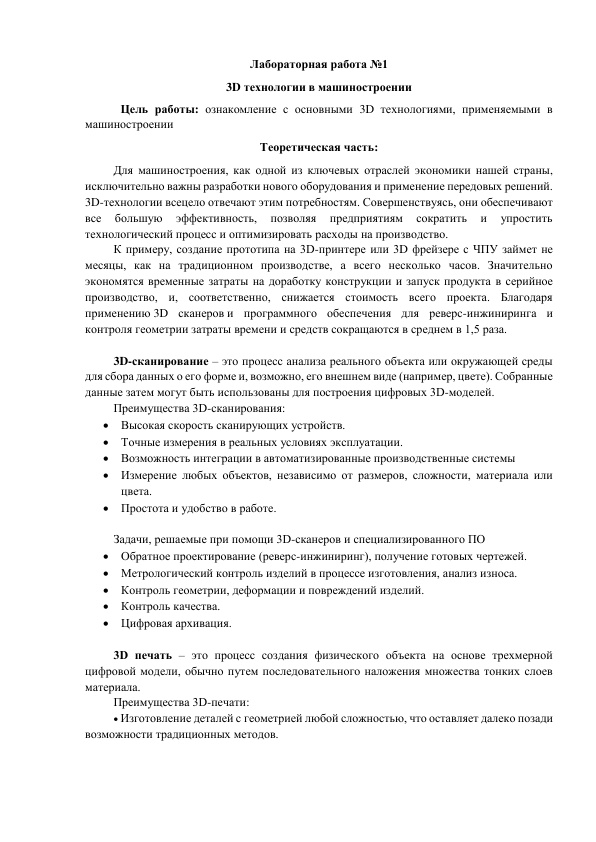 Лабораторная работа №1
3D технологии в машиностроении
Цель работы: ознакомление с основными 3D технологиями, применяемыми в
машиностроении
Теоретическая часть:
Для машиностроения, как одной из ключевых отраслей экономики нашей страны,
исключительно важны разработки нового оборудования и применение передовых решений.
3D-технологии всецело отвечают этим потребностям. Совершенствуясь, они обеспечивают
все большую эффективность, позволяя предприятиям сократить и упростить
технологический процесс и оптимизировать расходы на производство.
К примеру, создание прототипа на 3D-принтере или 3D фрейзере с ЧПУ займет не
месяцы, как на традиционном производстве, а всего несколько часов. Значительно
экономятся временные затраты на доработку конструкции и запуск продукта в серийное
производство, и, соответственно, снижается стоимость всего проекта. Благодаря
применению 3D сканеров и программного обеспечения для реверс-инжиниринга и
контроля геометрии затраты времени и средств сокращаются в среднем в 1,5 раза.
3D-сканирование – это процесс анализа реального объекта или окружающей среды
для сбора данных о его форме и, возможно, его внешнем виде (например, цвете). Собранные
данные затем могут быть использованы для построения цифровых 3D-моделей.
Преимущества 3D-сканирования:
• Высокая скорость сканирующих устройств.
• Точные измерения в реальных условиях эксплуатации.
• Возможность интеграции в автоматизированные производственные системы
• Измерение любых объектов, независимо от размеров, сложности, материала или
цвета.
• Простота и удобство в работе.
Задачи, решаемые при помощи 3D-сканеров и специализированного ПО
• Обратное проектирование (реверс-инжиниринг), получение готовых чертежей.
• Метрологический контроль изделий в процессе изготовления, анализ износа.
• Контроль геометрии, деформации и повреждений изделий.
• Контроль качества.
• Цифровая архивация.
3D печать – это процесс создания физического объекта на основе трехмерной
цифровой модели, обычно путем последовательного наложения множества тонких слоев
материала.
Преимущества 3D-печати:
• Изготовление деталей с геометрией любой сложностью, что оставляет далеко позади
возможности традиционных методов.